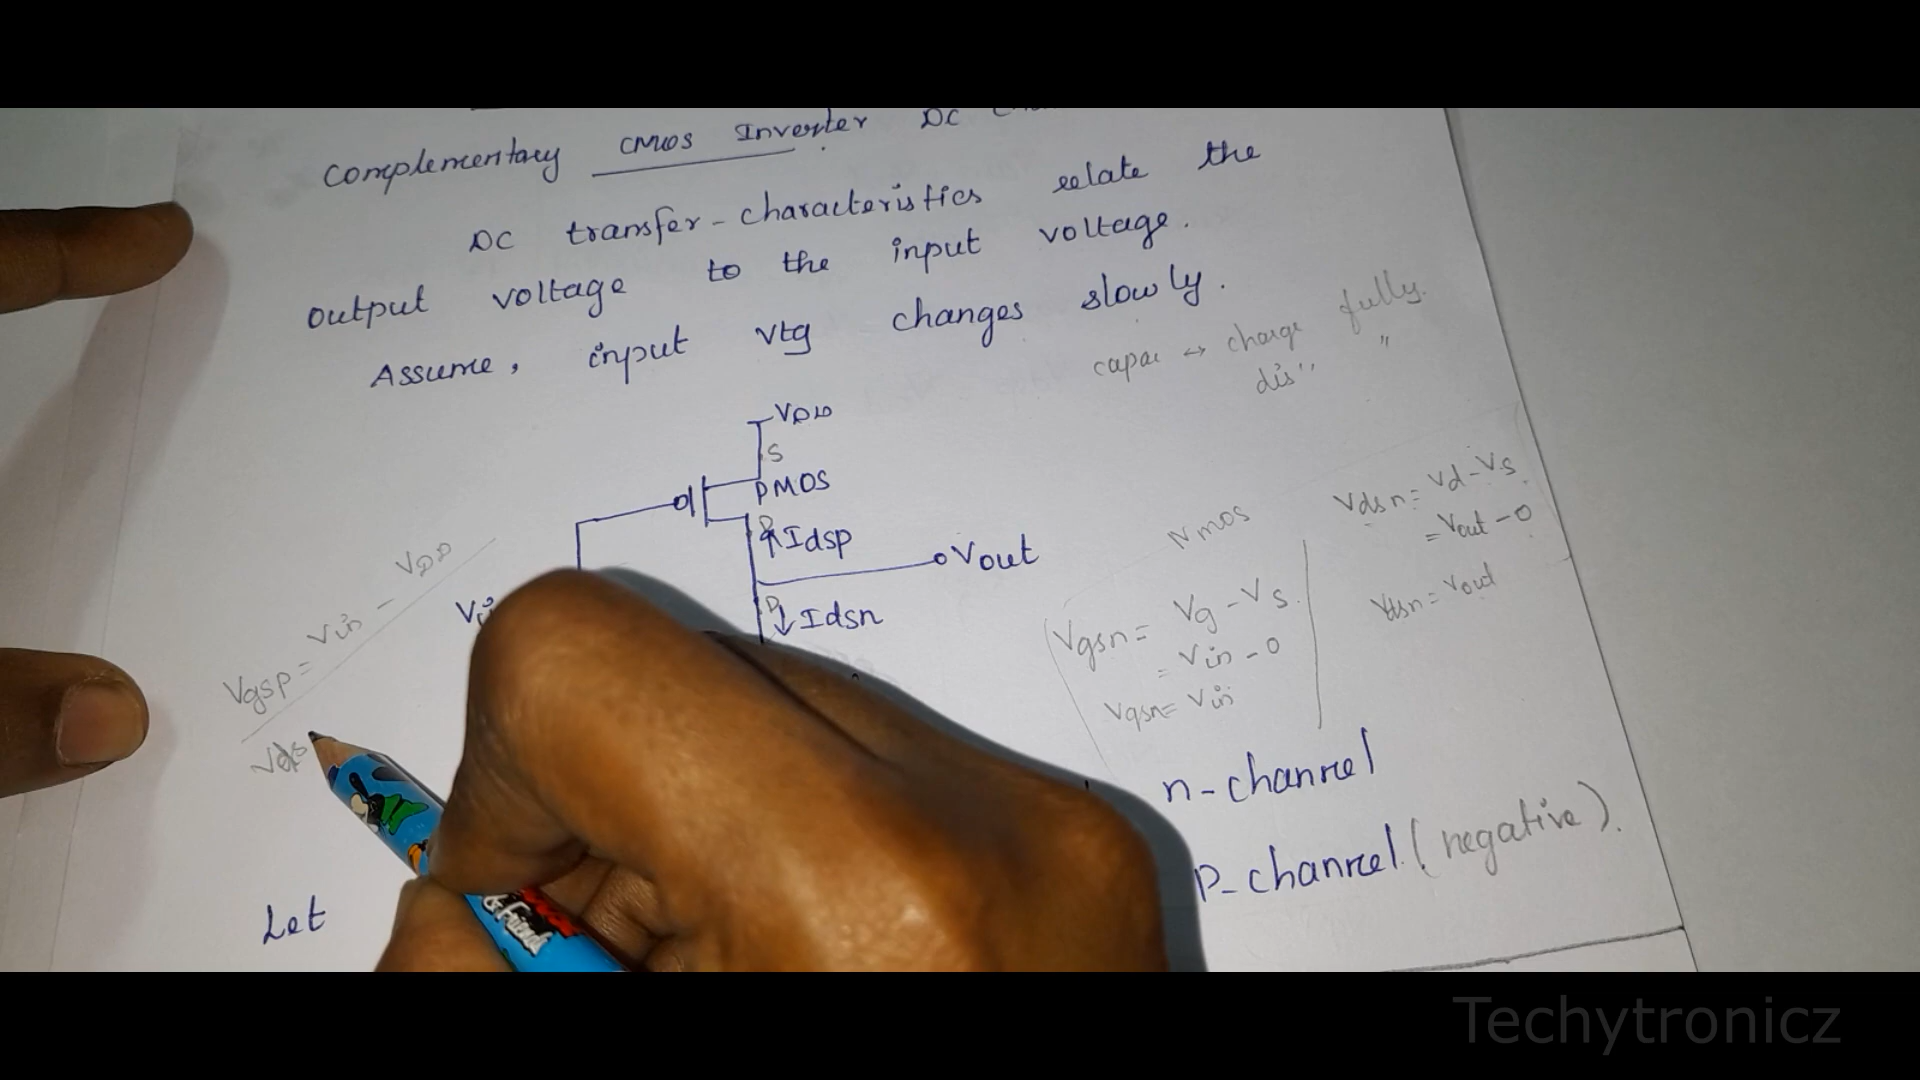 Complementary CMOS Inverter DC
DC transfer-characteristics relate the
output voltage to the input voltage.
Assume, input vtg changes slowly.
capac ↔ charge fully.
dis" "
VDD
S
PMOS
D
↑Idsp
Vout
D
↓Idsn
Vgsp = Vin - VDD
Vds
Nmos
Vgsn = Vg - Vs
= Vin - 0
Vgsn = Vin
Vdsn = Vd - Vs
= Vout - 0
Vdsn = Vout
n-channel
p-channel (negative).
Let
& Friends
Techytronicz